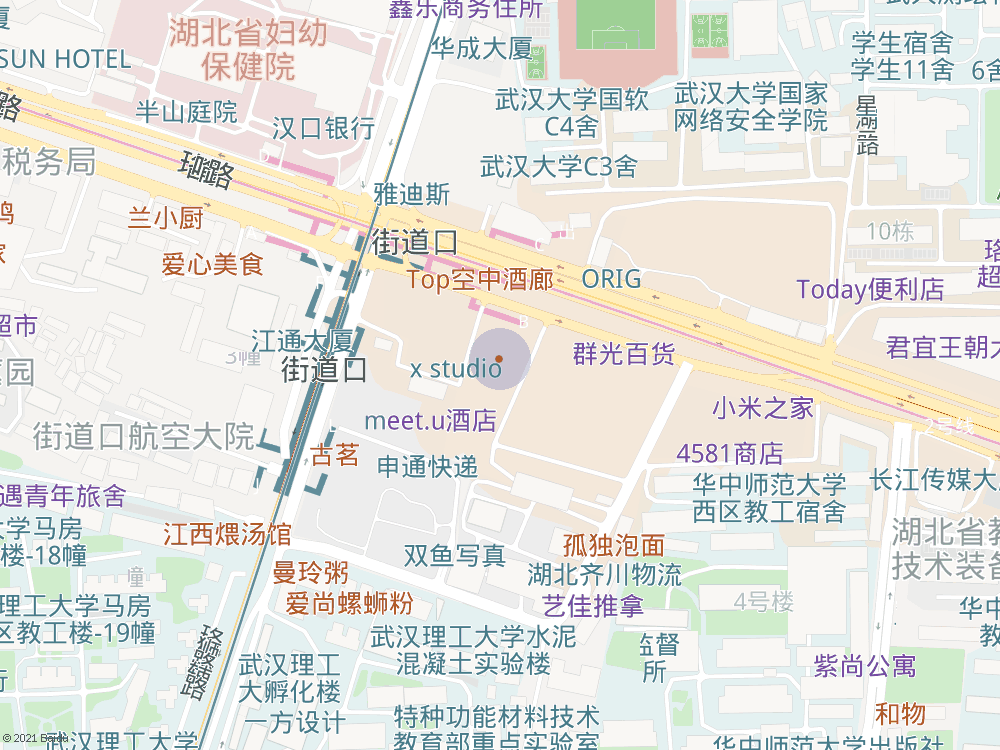 鑫乐商务住所
湖北省妇幼
保健院
华成大厦
SUN HOTEL
学生宿舍
学生11舍
6舍
半山庭院
汉口银行
武汉大学国软
C4舍
武汉大学国家
网络安全学院
税务局
武汉大学C3舍
雅迪斯
兰小厨
街道口
10栋
爱心美食
Top空中酒廊
ORIG
Today便利店
超市
江通大厦
3幢
街道口
B
x studio
群光百货
君宜王朝大
meet.u酒店
小米之家
2号线
街道口航空大院
古茗
申通快递
4581商店
长江传媒大
遇青年旅舍
华中师范大学
西区教工宿舍
大学马房
楼-18幢
江西煨汤馆
双鱼写真
孤独泡面
湖北省教
技术装备
幢
曼玲粥
湖北齐川物流
理工大学马房
区教工楼-19幢
爱尚螺蛳粉
艺佳推拿
4号楼
华中
教
武汉理工大学水泥
混凝土实验楼
监督
所
武汉理工
大孵化楼
一方设计
紫尚公寓
特种功能材料技术
教育部重点实验室
和物
© 2021 Baidu
武汉理工大学
华中师范大学出版社